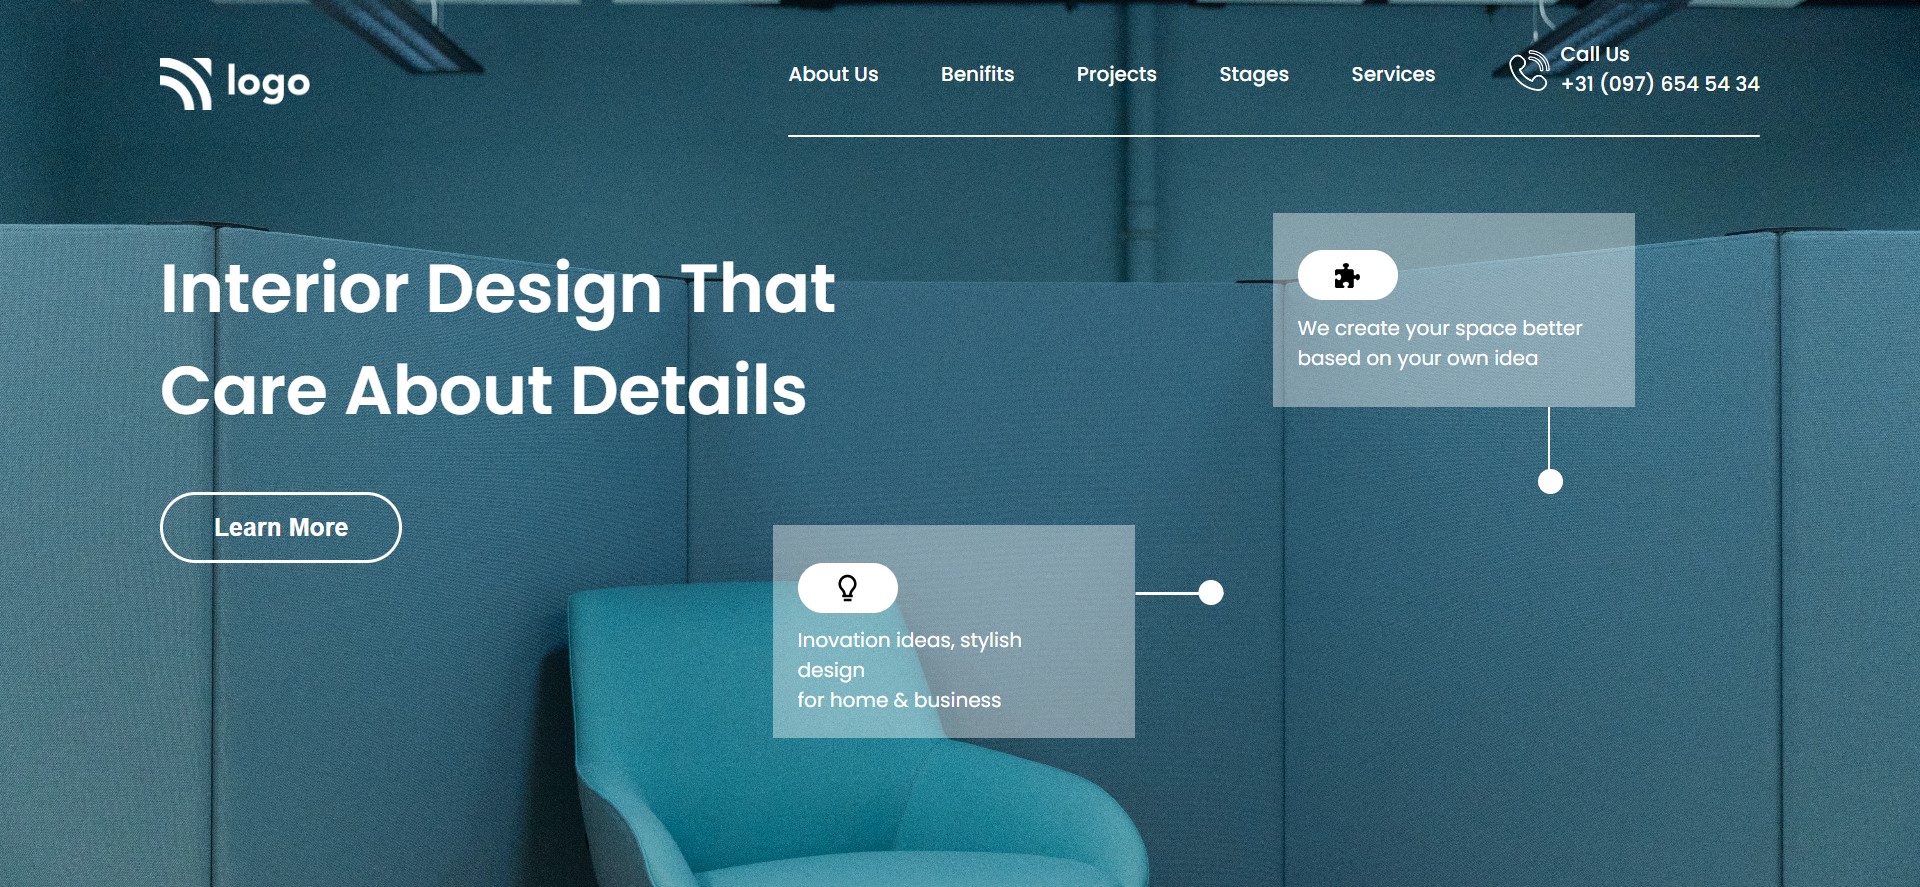 logo
About Us
Benifits
Projects
Stages
Services
Call Us
+31 (097) 654 54 34
Interior Design That
Care About Details
Learn More
We create your space better
based on your own idea
Inovation ideas, stylish
design
for home & business